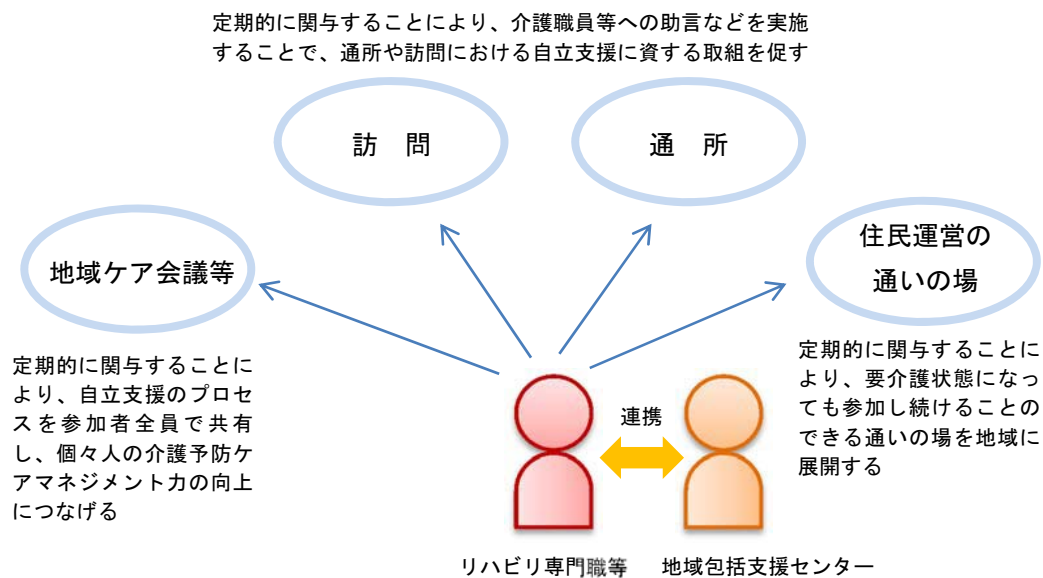 定期的に関与することにより、介護職員等への助言などを実施
することで、通所や訪問における自立支援に資する取組を促す
訪　問
通　所
地域ケア会議等
住民運営の
通いの場
定期的に関与することに
より、自立支援のプロセ
スを参加者全員で共有
し、個々人の介護予防ケ
アマネジメント力の向上
につなげる
定期的に関与することに
より、要介護状態になっ
ても参加し続けることの
できる通いの場を地域に
展開する
連携
リハビリ専門職等
地域包括支援センター